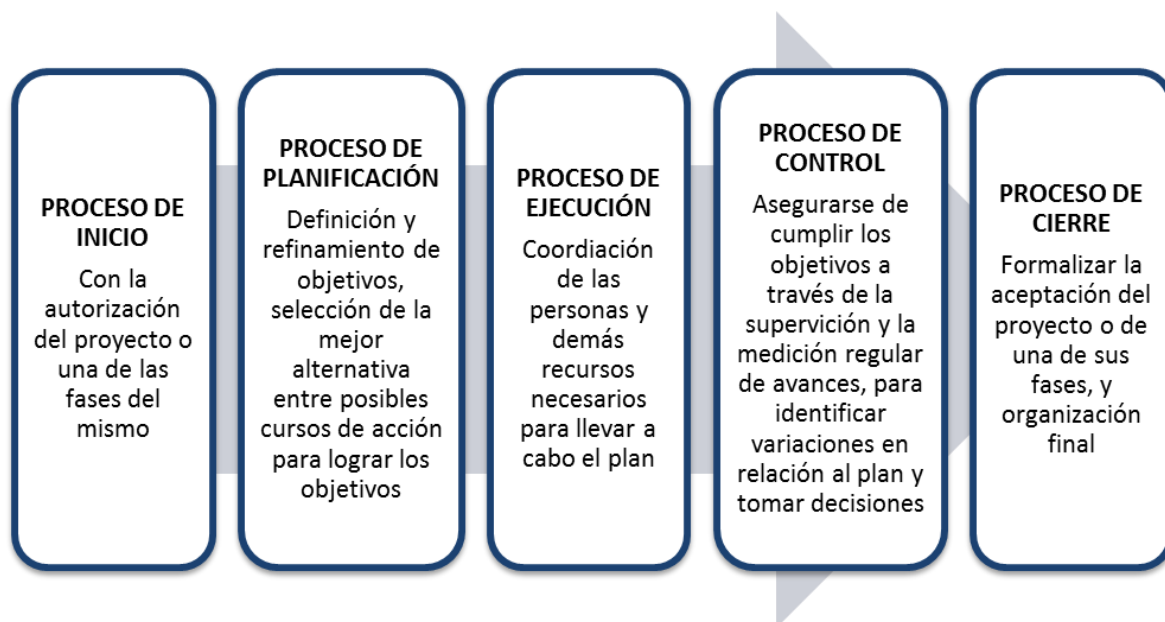 PROCESO DE
INICIO
Con la
autorización
del proyecto o
una de las
fases del
mismo
PROCESO DE
PLANIFICACIÓN
Definición y
refinamiento de
objetivos,
selección de la
mejor
alternativa
entre posibles
cursos de acción
para lograr los
objetivos
PROCESO DE
EJECUCIÓN
Coordiación
de las
personas y
demás
recursos
necesarios
para llevar a
cabo el plan
PROCESO DE
CONTROL
Asegurarse de
cumplir los
objetivos a
través de la
supervición y la
medición regular
de avances, para
identificar
variaciones en
relación al plan y
tomar decisiones
PROCESO DE
CIERRE
Formalizar la
aceptación del
proyecto o de
una de sus
fases, y
organización
final